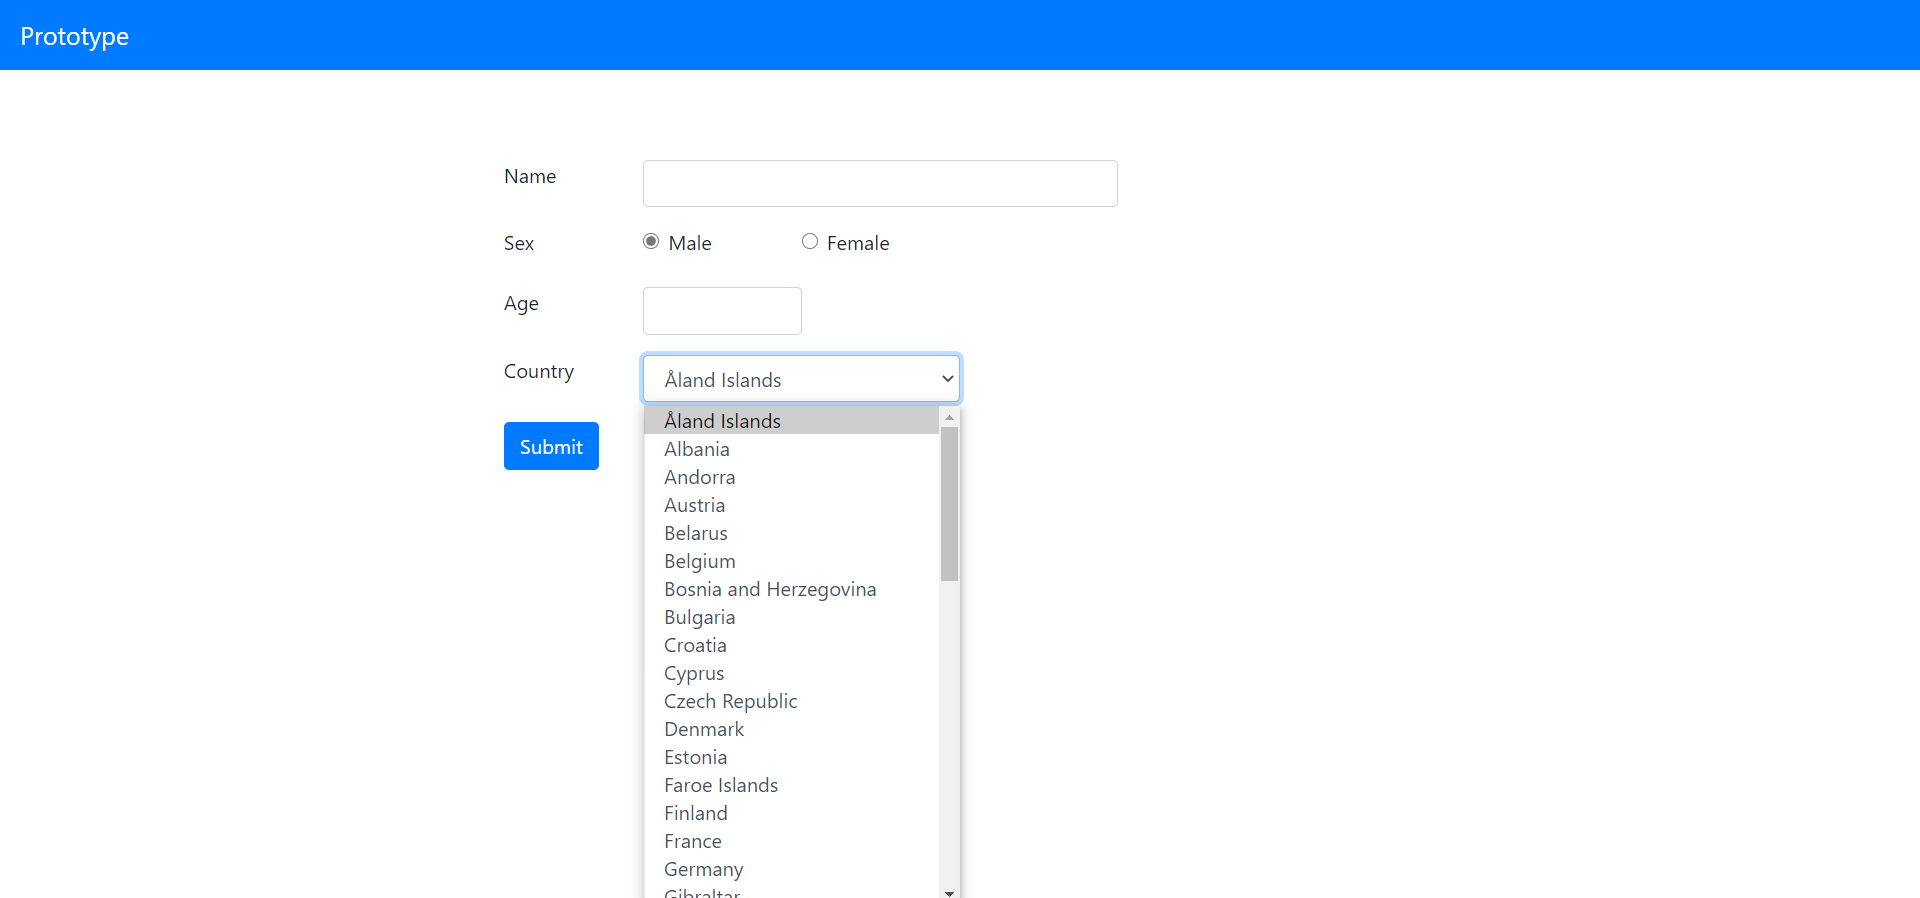 Prototype
Name
Sex
Male
Female
Age
Country
Åland Islands
Submit
Åland Islands
Albania
Andorra
Austria
Belarus
Belgium
Bosnia and Herzegovina
Bulgaria
Croatia
Cyprus
Czech Republic
Denmark
Estonia
Faroe Islands
Finland
France
Germany
Gibraltar